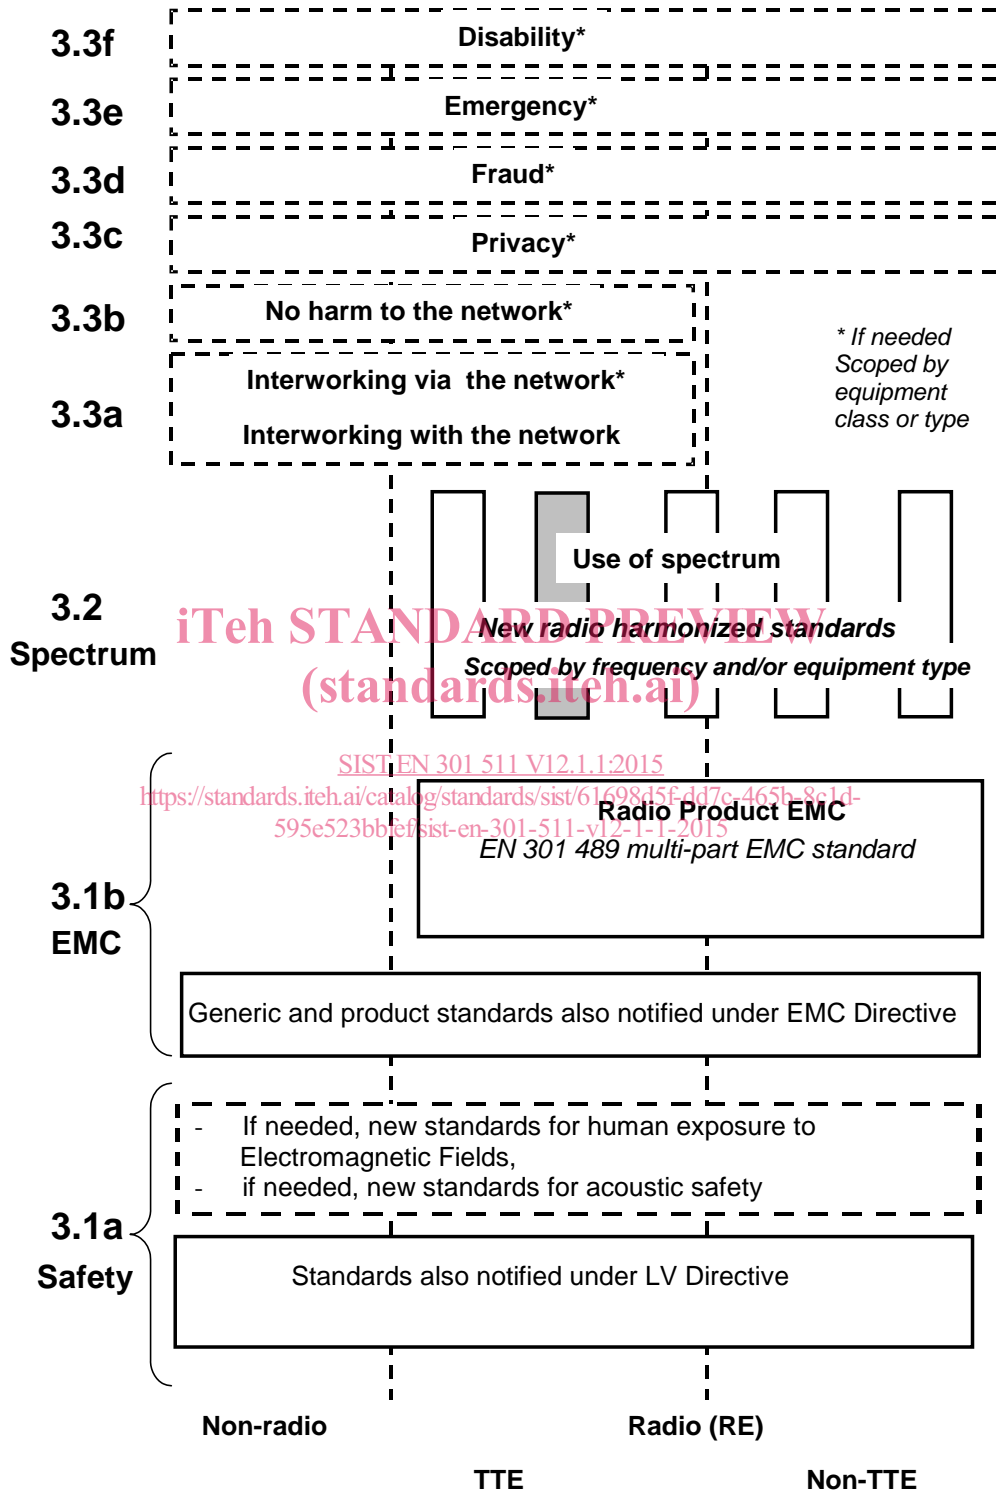 3.3f
Disability*
3.3e
Emergency*
3.3d
Fraud*
3.3c
Privacy*
3.3b
No harm to the network*
* If needed
Scoped by
equipment
class or type
3.3a
Interworking via the network*
Interworking with the network
Use of spectrum
3.2
Spectrum
iTeh STANDARD PREVIEW
New radio harmonized standards
Scoped by frequency and/or equipment type
(standards.iteh.ai)
SIST EN 301 511 V12.1.1:2015
https://standards.iteh.ai/catalog/standards/sist/61698d5f-dd7c-465b-8c1d-
595e523bbfef/sist-en-301-511-v12-1-1-2015
Radio Product EMC
EN 301 489 multi-part EMC standard
3.1b
EMC
Generic and product standards also notified under EMC Directive
- If needed, new standards for human exposure to
Electromagnetic Fields,
- if needed, new standards for acoustic safety
3.1a
Safety
Standards also notified under LV Directive
Non-radio
Radio (RE)
TTE
Non-TTE